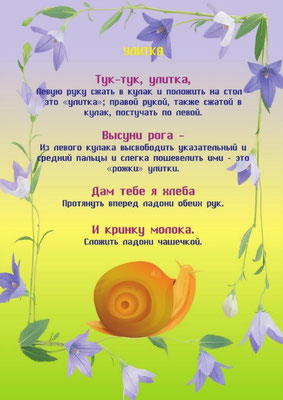 УЛИТКА
Тук-тук, улитка,
Левую руку сжать в кулак и положить на стол -
это «улитка»; правой рукой, также сжатой в
кулак, постучать по левой.
Высуни рога -
Из левого кулака высвободить указательный и
средний пальцы и слегка пошевелить ими - это
«рожки» улитки.
Дам тебе я хлеба
Протянуть вперед ладони обеих рук.
И кринку молока.
Сложить ладони чашечкой.